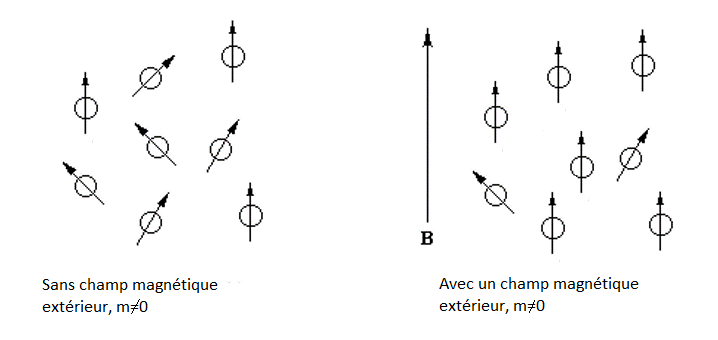 B
Sans champ magnétique
extérieur, m≠0
Avec un champ magnétique
extérieur, m≠0